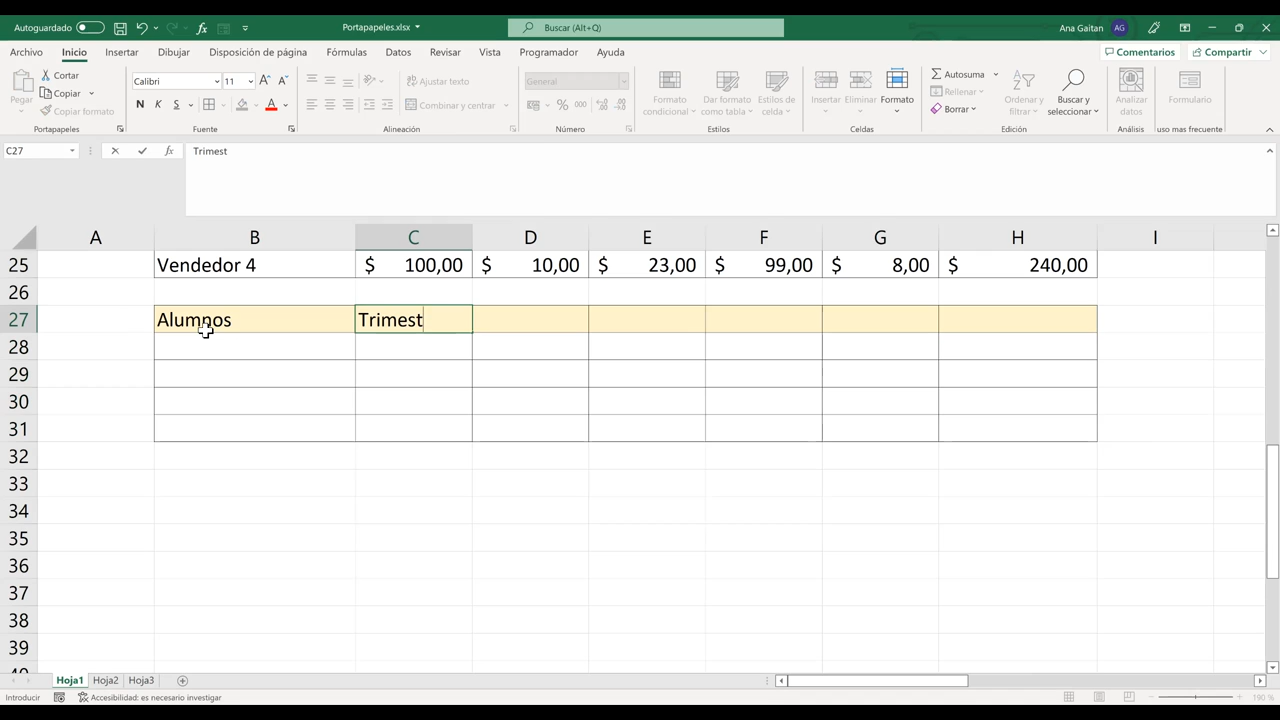 Autoguardado
Portapapeles.xlsx
Buscar (Alt+Q)
Ana Gaitan
AG
Archivo Inicio Insertar Dibujar Disposición de página Fórmulas Datos Revisar Vista Programador Ayuda
Comentarios
Compartir
Pegar
Cortar
Copiar
Copiar formato
Portapapeles
Calibri 11
N K S
Fuente
Ajustar texto
Combinar y centrar
Alineación
General
% 000
Número
Formato condicional
Dar formato como tabla
Estilos de celda
Estilos
Insertar
Eliminar
Formato
Celdas
Autosuma
Rellenar
Borrar
Ordenar y filtrar
Buscar y seleccionar
Edición
Analizar datos
Análisis
Formulario
uso mas frecuente
C27
fx
Trimest
A B C D E F G H I
25 Vendedor 4 $ 100,00 $ 10,00 $ 23,00 $ 99,00 $ 8,00 $ 240,00
26
27 Alumnos Trimest
28
29
30
31
32
33
34
35
36
37
38
39
Hoja1 Hoja2 Hoja3
Introducir
Accesibilidad: es necesario investigar
190 %